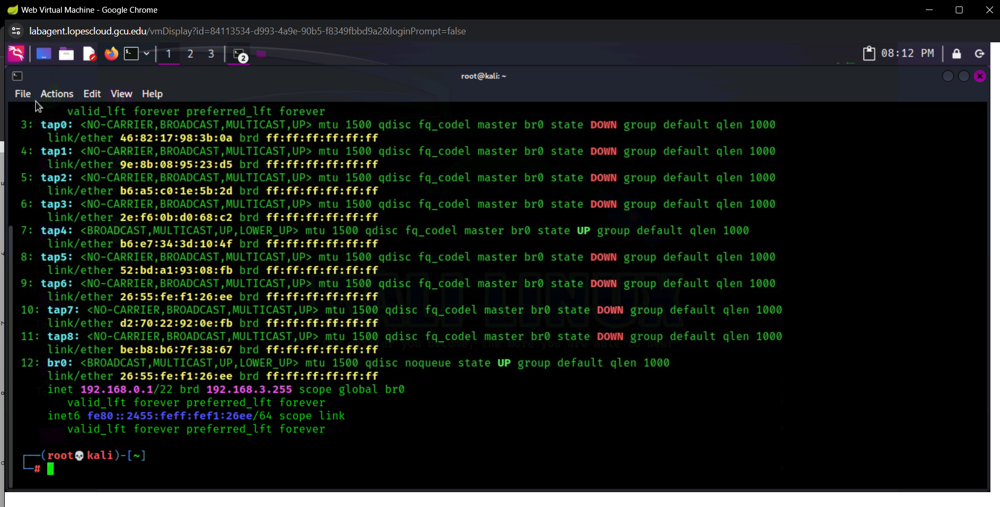 Web Virtual Machine - Google Chrome
labagent.lopescloud.gcu.edu/vmDisplay?id=84113534-d993-4a9e-90b5-f8349fbbd9a2&loginPrompt=false
1 2 3 2 08:12 PM
root@kali: ~
File Actions Edit View Help
valid_lft forever preferred_lft forever
3: tap0: <NO-CARRIER,BROADCAST,MULTICAST,UP> mtu 1500 qdisc fq_codel master br0 state DOWN group default qlen 1000
link/ether 46:82:17:98:3b:0a brd ff:ff:ff:ff:ff:ff
4: tap1: <NO-CARRIER,BROADCAST,MULTICAST,UP> mtu 1500 qdisc fq_codel master br0 state DOWN group default qlen 1000
link/ether 9e:8b:08:95:23:d5 brd ff:ff:ff:ff:ff:ff
5: tap2: <NO-CARRIER,BROADCAST,MULTICAST,UP> mtu 1500 qdisc fq_codel master br0 state DOWN group default qlen 1000
link/ether b6:a5:c0:1e:5b:2d brd ff:ff:ff:ff:ff:ff
6: tap3: <NO-CARRIER,BROADCAST,MULTICAST,UP> mtu 1500 qdisc fq_codel master br0 state DOWN group default qlen 1000
link/ether 2e:f6:0b:d0:68:c2 brd ff:ff:ff:ff:ff:ff
7: tap4: <BROADCAST,MULTICAST,UP,LOWER_UP> mtu 1500 qdisc fq_codel master br0 state UP group default qlen 1000
link/ether b6:e7:34:3d:10:4f brd ff:ff:ff:ff:ff:ff
8: tap5: <NO-CARRIER,BROADCAST,MULTICAST,UP> mtu 1500 qdisc fq_codel master br0 state DOWN group default qlen 1000
link/ether 52:bd:a1:93:08:fb brd ff:ff:ff:ff:ff:ff
9: tap6: <NO-CARRIER,BROADCAST,MULTICAST,UP> mtu 1500 qdisc fq_codel master br0 state DOWN group default qlen 1000
link/ether 26:55:fe:f1:26:ee brd ff:ff:ff:ff:ff:ff
10: tap7: <NO-CARRIER,BROADCAST,MULTICAST,UP> mtu 1500 qdisc fq_codel master br0 state DOWN group default qlen 1000
link/ether d2:70:22:92:0e:fb brd ff:ff:ff:ff:ff:ff
11: tap8: <NO-CARRIER,BROADCAST,MULTICAST,UP> mtu 1500 qdisc fq_codel master br0 state DOWN group default qlen 1000
link/ether be:b8:b6:7f:38:67 brd ff:ff:ff:ff:ff:ff
12: br0: <BROADCAST,MULTICAST,UP,LOWER_UP> mtu 1500 qdisc noqueue state UP group default qlen 1000
link/ether 26:55:fe:f1:26:ee brd ff:ff:ff:ff:ff:ff
inet 192.168.0.1/22 brd 192.168.3.255 scope global br0
valid_lft forever preferred_lft forever
inet6 fe80::2455:feff:fef1:26ee/64 scope link
valid_lft forever preferred_lft forever
(root💀kali)-[~]
#